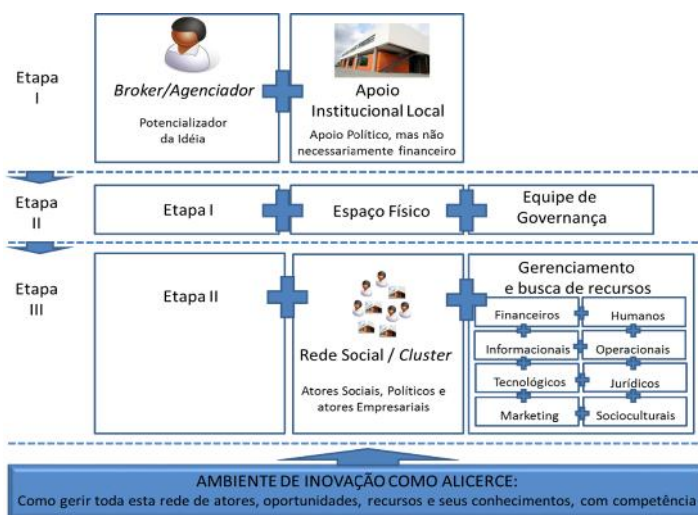 Etapa
I
Broker/Agenciador
Potencializador
da Idéia
Apoio
Institucional Local
Apoio Político, mas não
necessariamente financeiro
Etapa
II
Etapa I
Espaço Físico
Equipe de
Governança
Etapa
III
Etapa II
Rede Social / Cluster
Atores Sociais, Políticos e
atores Empresariais
Gerenciamento
e busca de recursos
Financeiros
Humanos
Informacionais
Operacionais
Tecnológicos
Jurídicos
Marketing
Socioculturais
AMBIENTE DE INOVAÇÃO COMO ALICERCE:
Como gerir toda esta rede de atores, oportunidades, recursos e seus conhecimentos, com competência